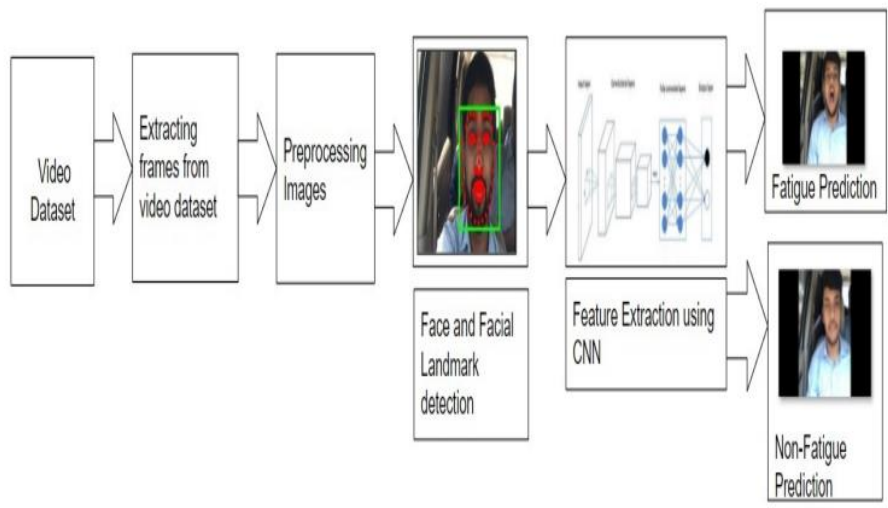 Video
Dataset
Extracting
frames from
video dataset
Preprocessing
Images
Face and Facial
Landmark
detection
Feature Extraction using
CNN
Fatigue Prediction
Non-Fatigue
Prediction